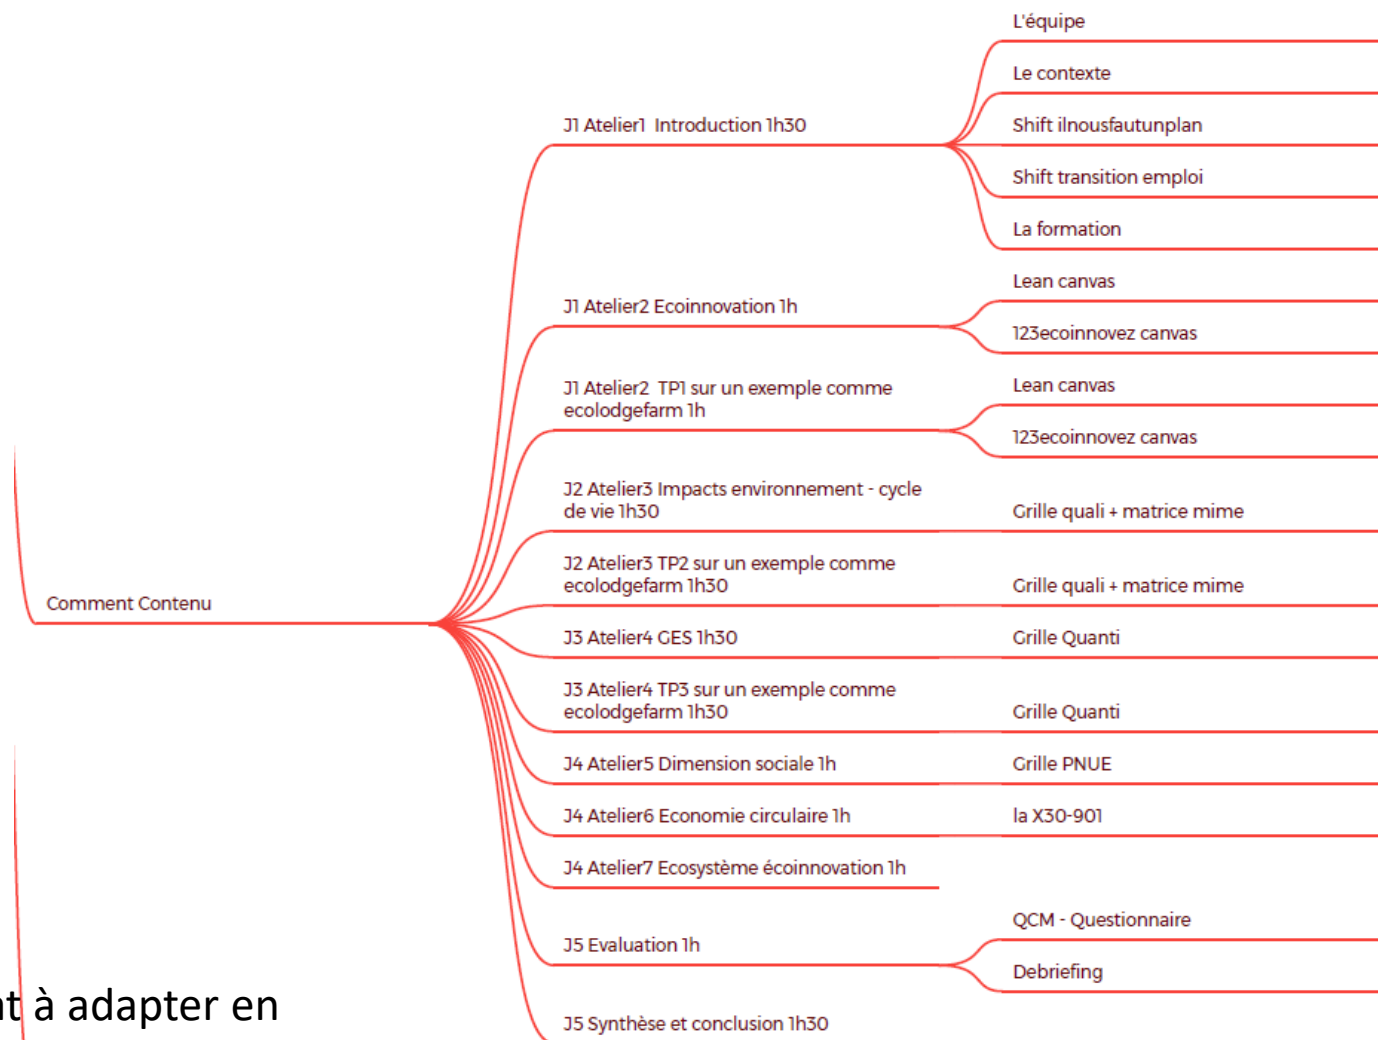 Comment Contenu
J1 Atelier1 Introduction 1h30
L'équipe
Le contexte
Shift ilnousfautunplan
Shift transition emploi
La formation
J1 Atelier2 Ecoinnovation 1h
Lean canvas
123ecoinnovez canvas
J1 Atelier2 TP1 sur un exemple comme
ecolodgefarm 1h
Lean canvas
123ecoinnovez canvas
J2 Atelier3 Impacts environnement - cycle
de vie 1h30
Grille quali + matrice mime
J2 Atelier3 TP2 sur un exemple comme
ecolodgefarm 1h30
Grille quali + matrice mime
J3 Atelier4 GES 1h30
Grille Quanti
J3 Atelier4 TP3 sur un exemple comme
ecolodgefarm 1h30
Grille Quanti
J4 Atelier5 Dimension sociale 1h
Grille PNUE
J4 Atelier6 Economie circulaire 1h
la X30-901
J4 Atelier7 Ecosystème écoinnovation 1h
J5 Evaluation 1h
QCM - Questionnaire
Debriefing
J5 Synthèse et conclusion 1h30
à adapter en